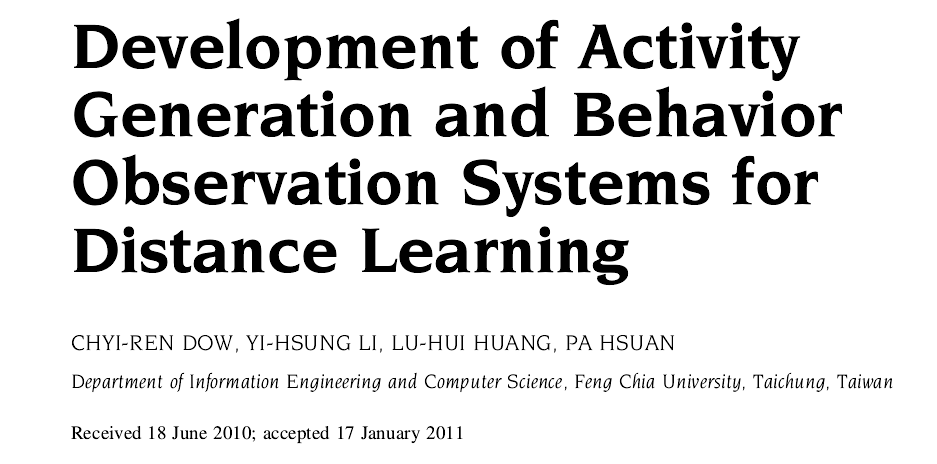 Development of Activity
Generation and Behavior
Observation Systems for
Distance Learning
CHYI-REN DOW, YI-HSUNG LI, LU-HUI HUANG, PA HSUAN
Department of Information Engineering and Computer Science, Feng Chia University, Taichung, Taiwan
Received 18 June 2010; accepted 17 January 2011